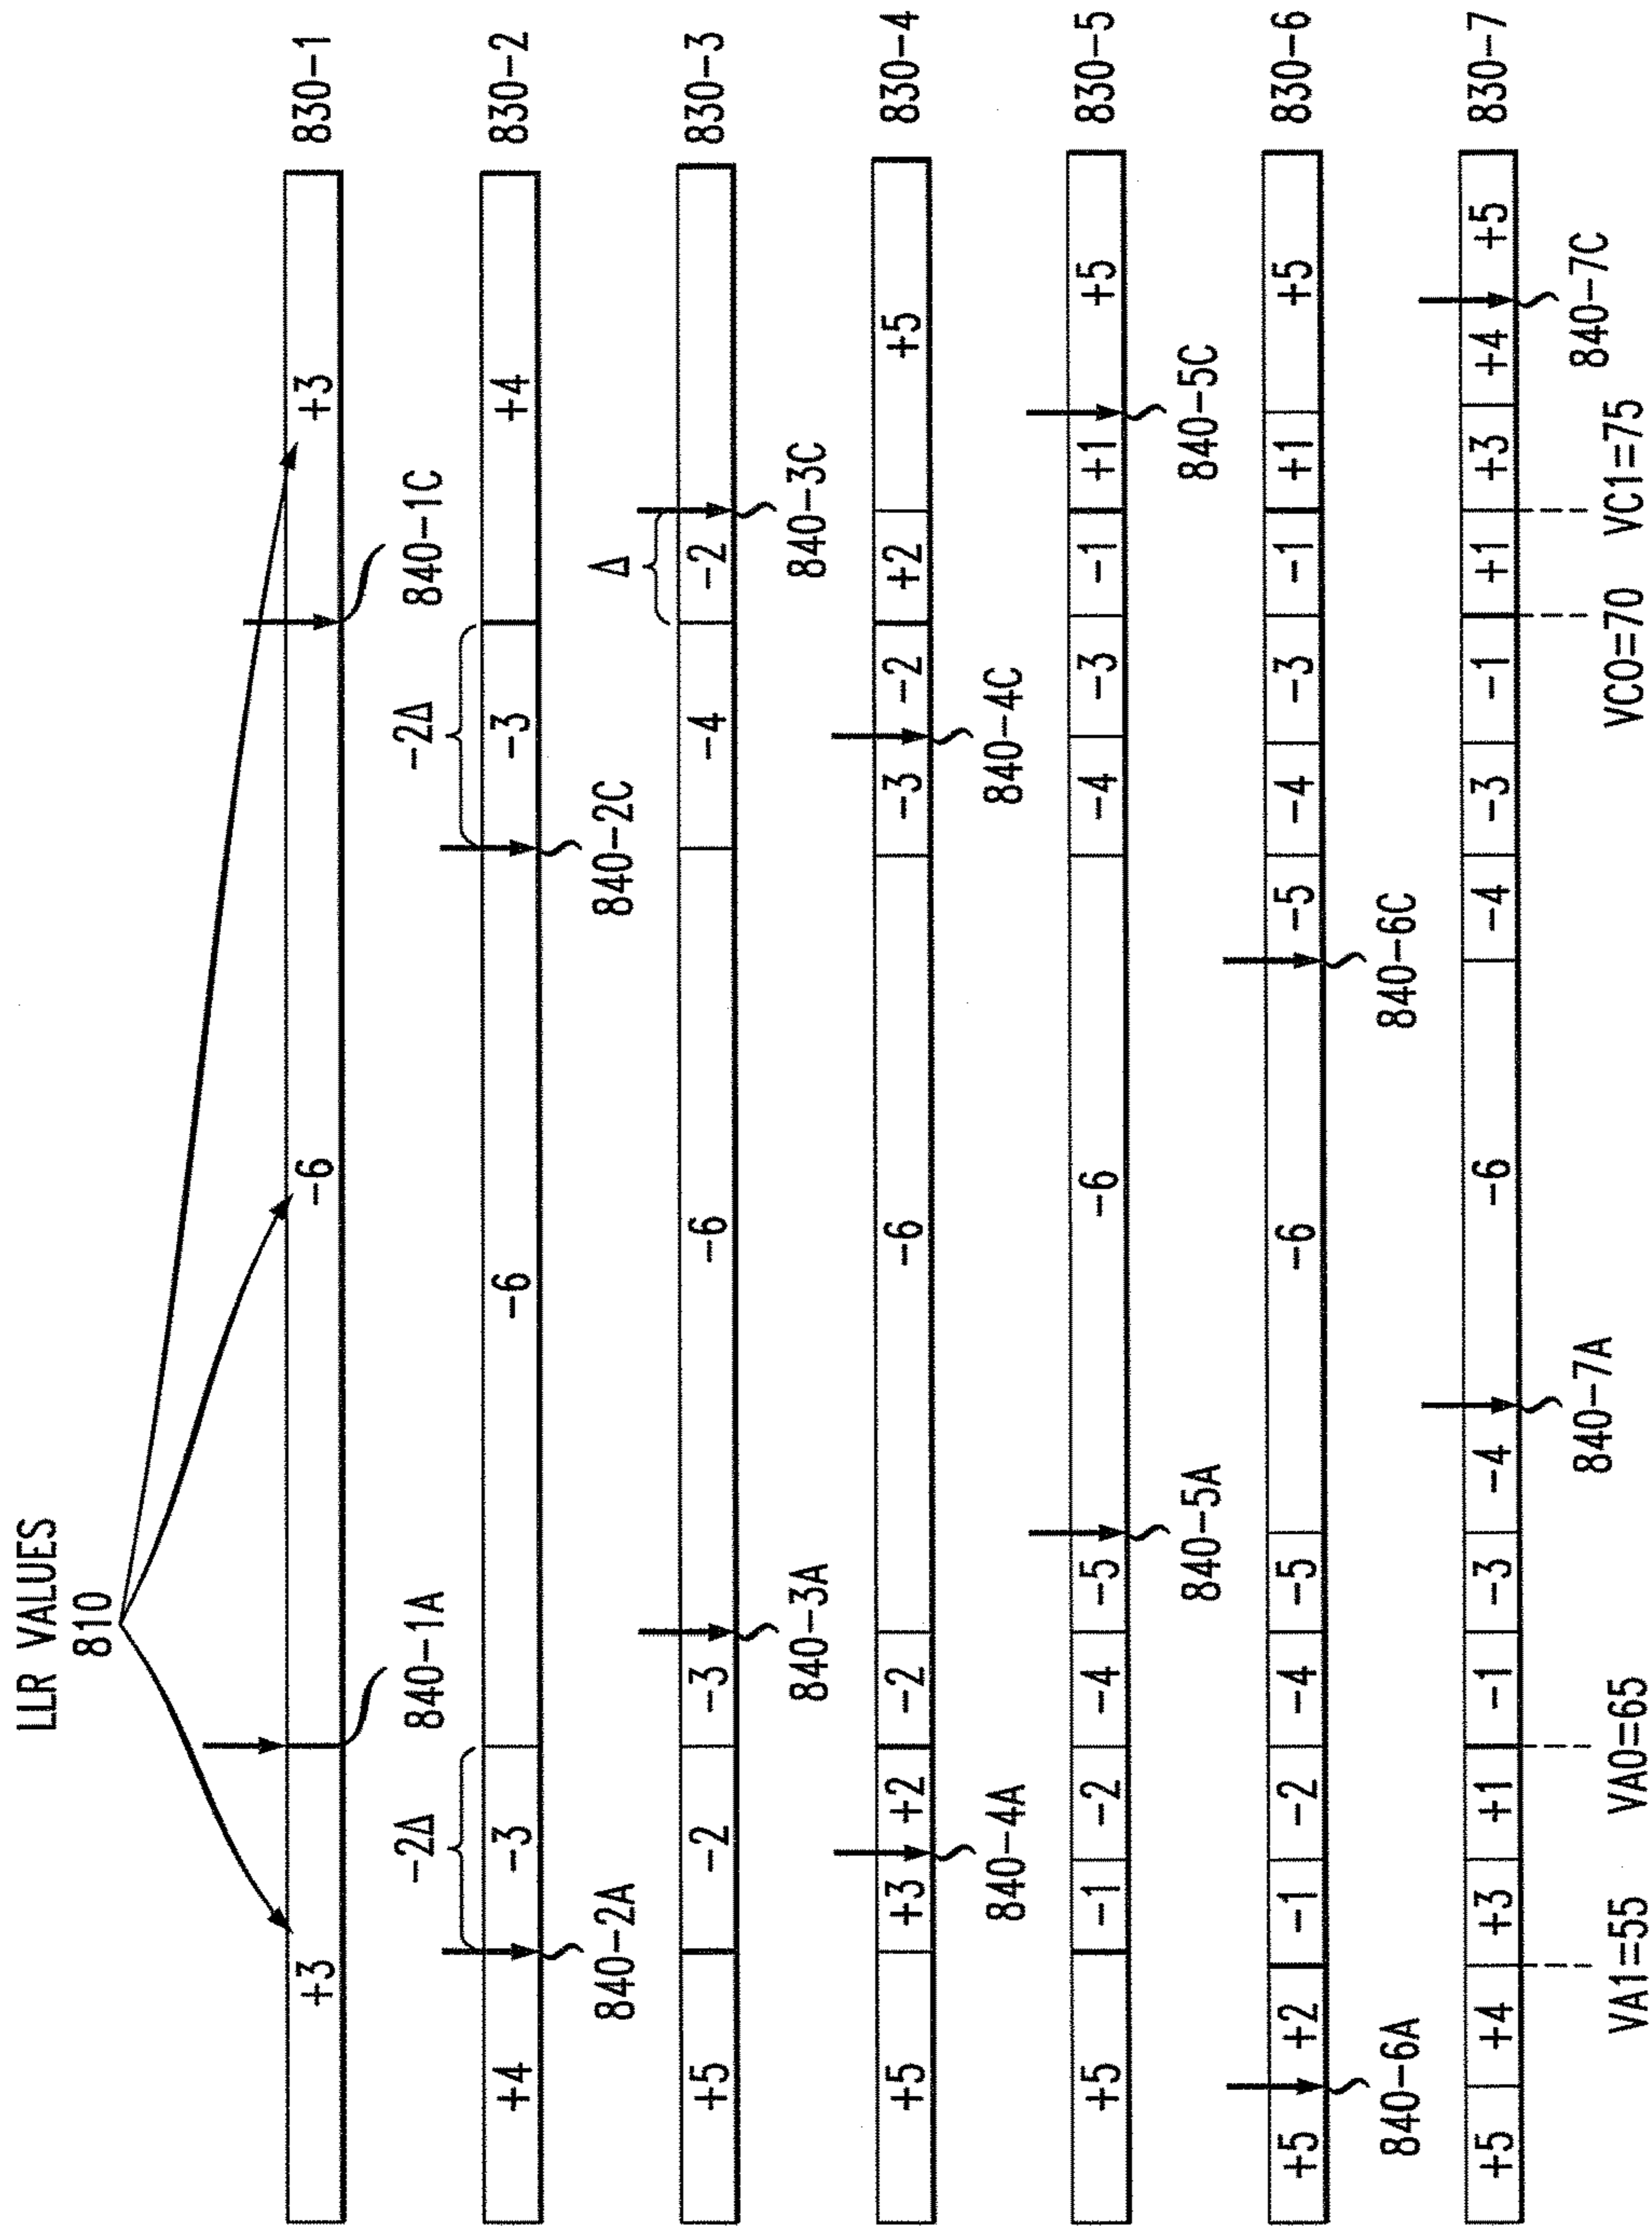 LLR VALUES
810
+3 -6 +3 830-1
-2Δ 840-1A -2Δ 840-1C
+4 -3 -6 -3 +4 830-2
840-2A 840-2C Δ
+5 -2 -3 -6 -4 -2 830-3
840-3A 840-3C
+5 +3 +2 -2 -6 -3 -2 +2 +5 830-4
840-4A 840-4C
+5 -1 -2 -4 -5 -6 -4 -3 -1 +1 +5 830-5
840-5A 840-5C
+5 +2 -1 -2 -4 -5 -6 -5 -4 -3 -1 +1 +5 830-6
840-6A 840-6C
+5 +4 +3 +1 -1 -3 -4 -6 -4 -3 -1 +1 +3 +4 +5 830-7
840-7A 840-7C
VA1=55 VA0=65 VC0=70 VC1=75